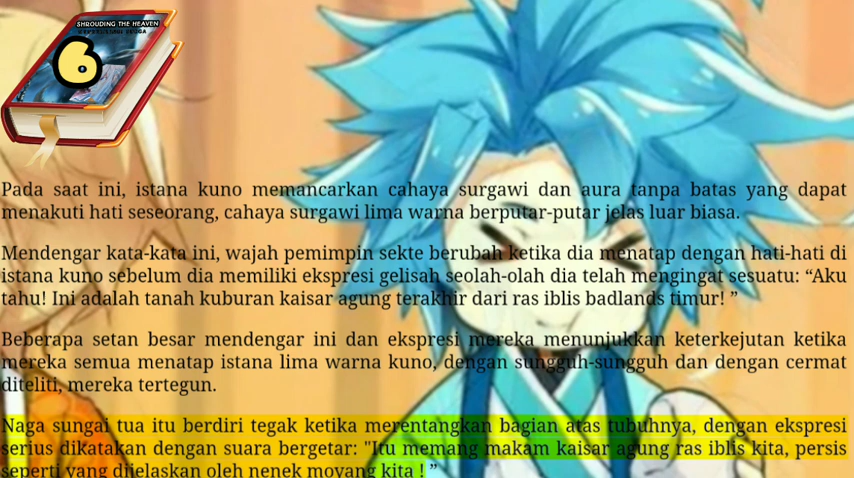 SHROUDING THE HEAVEN
6
Pada saat ini, istana kuno memancarkan cahaya surgawi dan aura tanpa batas yang dapat
menakuti hati seseorang, cahaya surgawi lima warna berputar-putar jelas luar biasa.
Mendengar kata-kata ini, wajah pemimpin sekte berubah ketika dia menatap dengan hati-hati di
istana kuno sebelum dia memiliki ekspresi gelisah seolah-olah dia telah mengingat sesuatu: “Aku
tahu! Ini adalah tanah kuburan kaisar agung terakhir dari ras iblis badlands timur! ”
Beberapa setan besar mendengar ini dan ekspresi mereka menunjukkan keterkejutan ketika
mereka semua menatap istana lima warna kuno, dengan sungguh-sungguh dan dengan cermat
diteliti, mereka tertegun.
Naga sungai tua itu berdiri tegak ketika merentangkan bagian atas tubuhnya, dengan ekspresi
serius dikatakan dengan suara bergetar: "Itu memang makam kaisar agung ras iblis kita, persis
seperti yang dijelaskan oleh nenek moyang kita ! ”